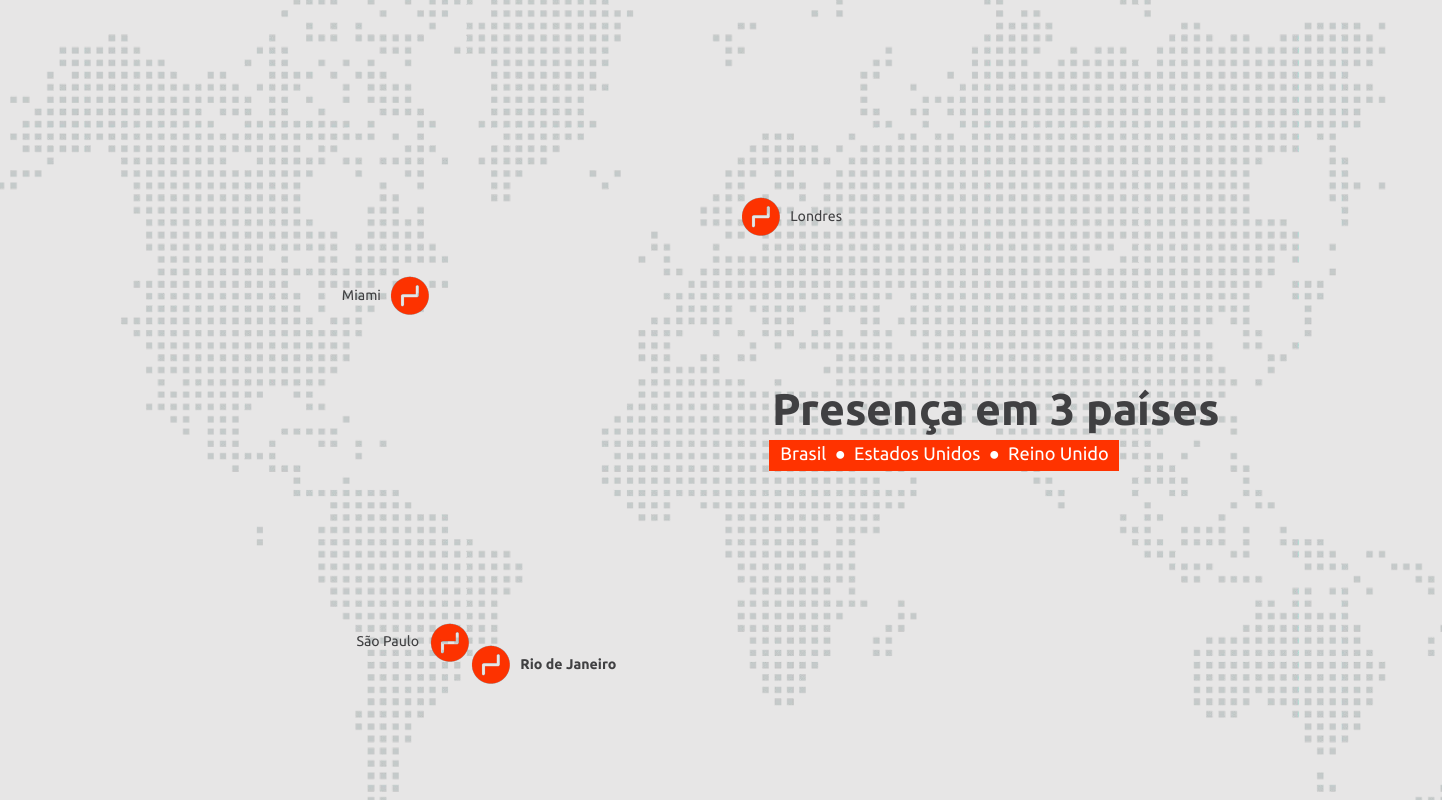 Londres
Miami
Presença em 3 países
Brasil ● Estados Unidos ● Reino Unido
São Paulo
Rio de Janeiro